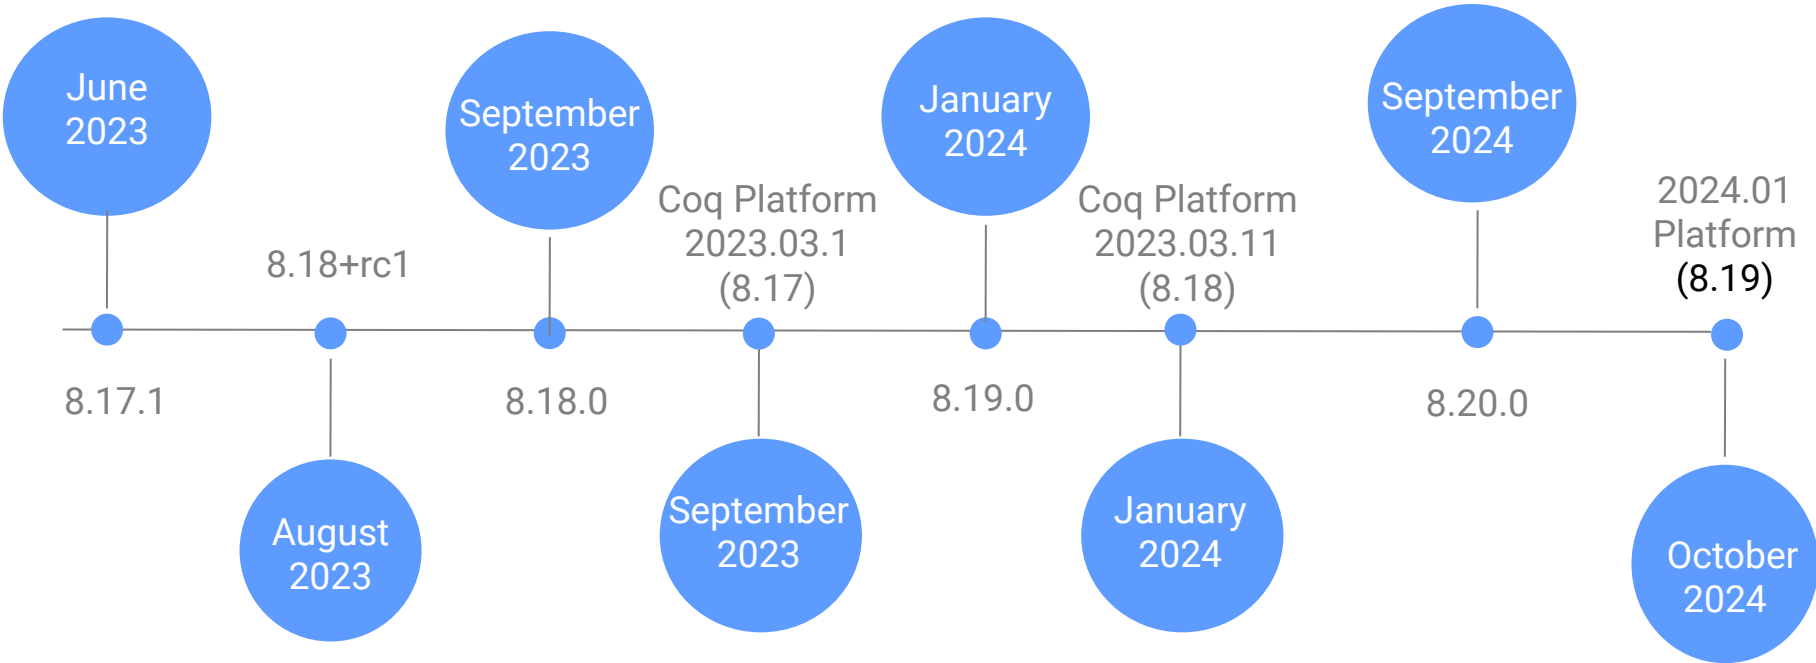 June
2023
8.17.1
8.18+rc1
August
2023
September
2023
8.18.0
Coq Platform
2023.03.1
(8.17)
September
2023
January
2024
8.19.0
Coq Platform
2023.03.11
(8.18)
January
2024
September
2024
8.20.0
2024.01
Platform
(8.19)
October
2024